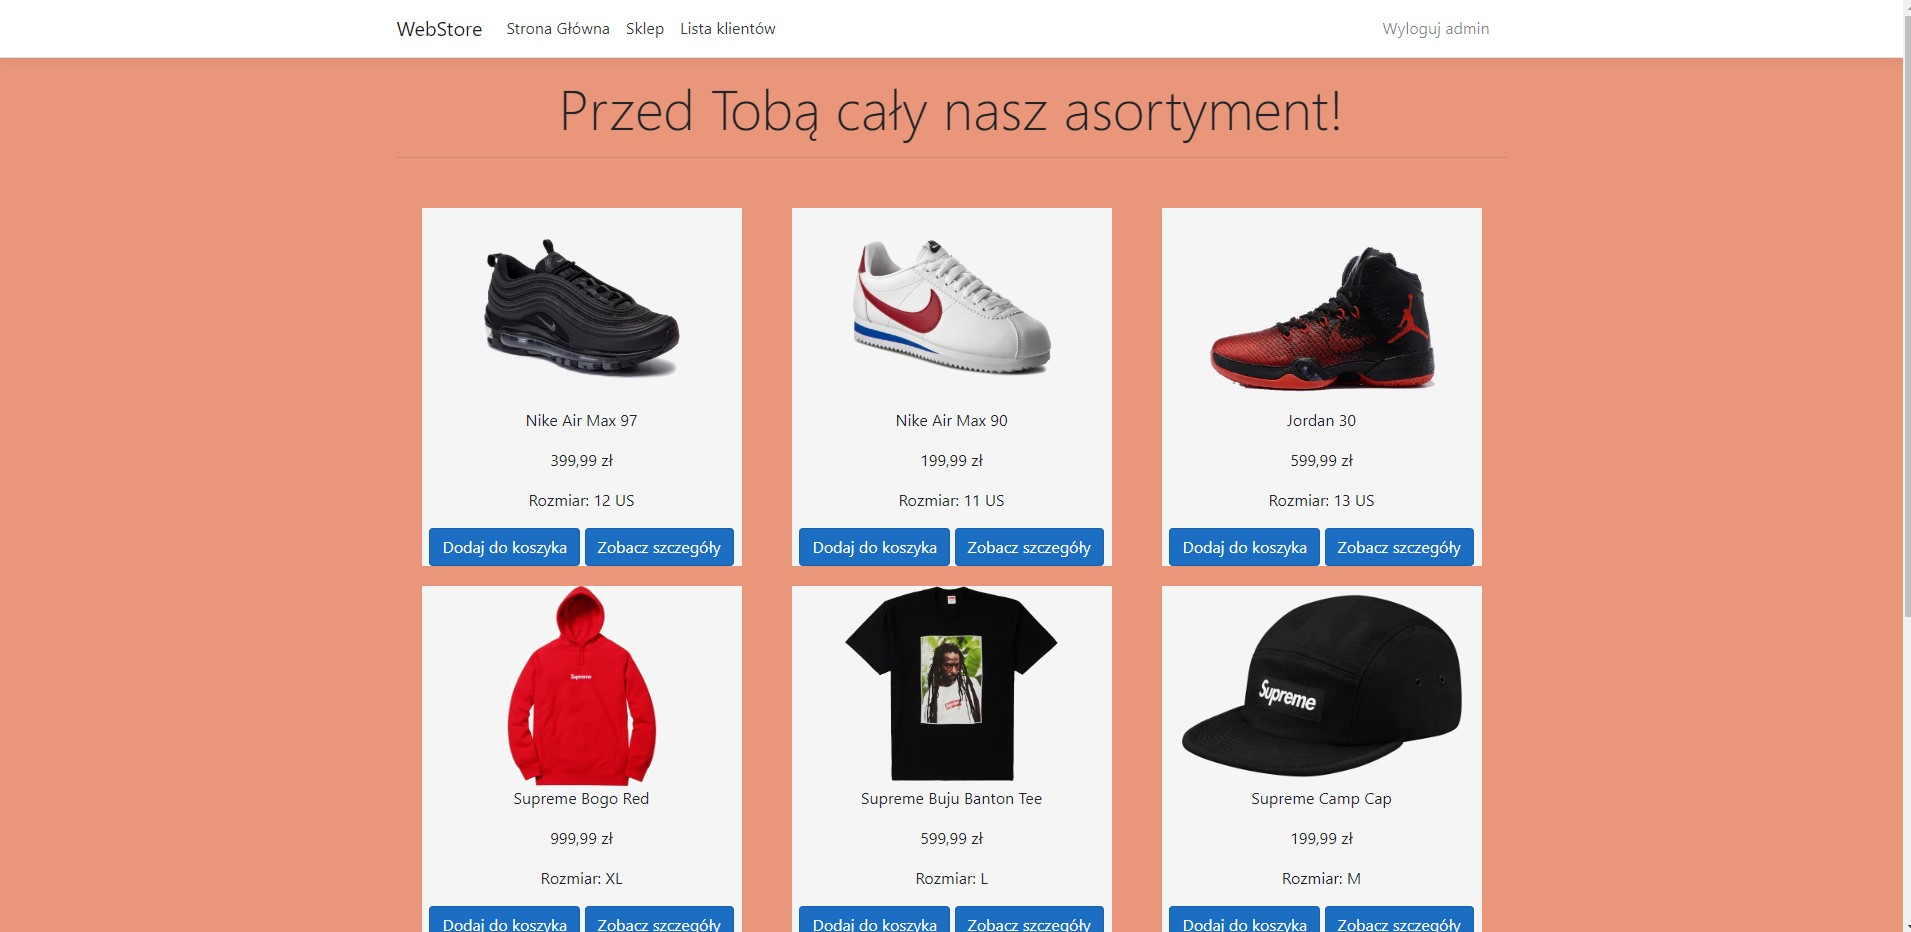 WebStore Strona Główna Sklep Lista klientów Wyloguj admin
Przed Tobą cały nasz asortyment!
Nike Air Max 97
399,99 zł
Rozmiar: 12 US
Dodaj do koszyka Zobacz szczegóły
Nike Air Max 90
199,99 zł
Rozmiar: 11 US
Dodaj do koszyka Zobacz szczegóły
Jordan 30
599,99 zł
Rozmiar: 13 US
Dodaj do koszyka Zobacz szczegóły
Supreme
Supreme Bogo Red
999,99 zł
Rozmiar: XL
Dodaj do koszyka Zobacz szczegóły
Supreme Buju Banton Tee
599,99 zł
Rozmiar: L
Dodaj do koszyka Zobacz szczegóły
Supreme
Supreme Camp Cap
199,99 zł
Rozmiar: M
Dodaj do koszyka Zobacz szczegóły